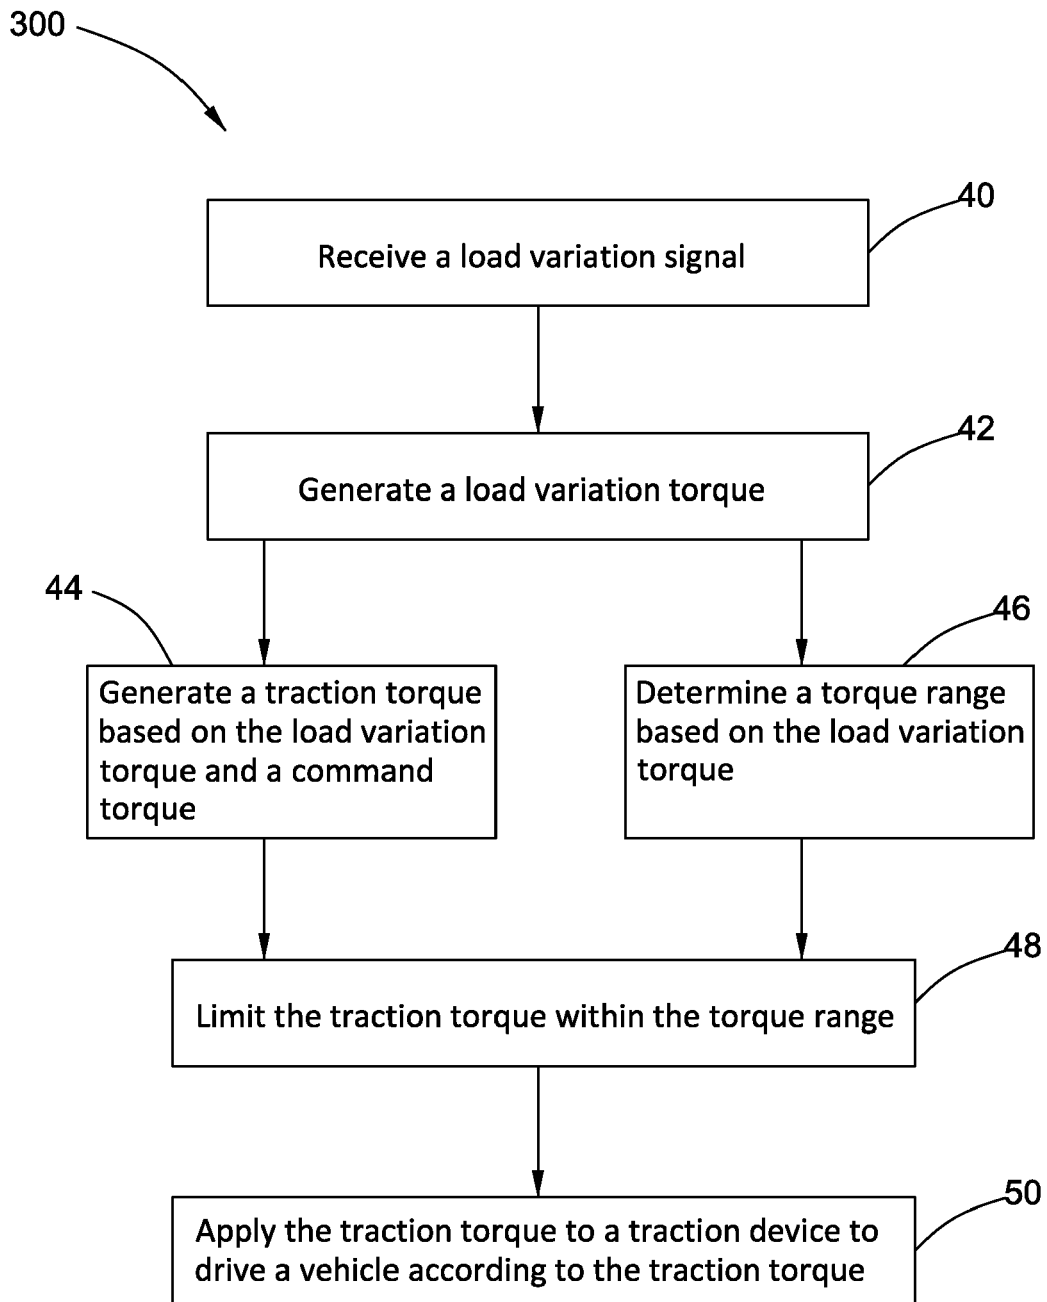 300
40
Receive a load variation signal
42
Generate a load variation torque
44
46
Generate a traction torque
based on the load variation
torque and a command
torque
Determine a torque range
based on the load variation
torque
48
Limit the traction torque within the torque range
50
Apply the traction torque to a traction device to
drive a vehicle according to the traction torque